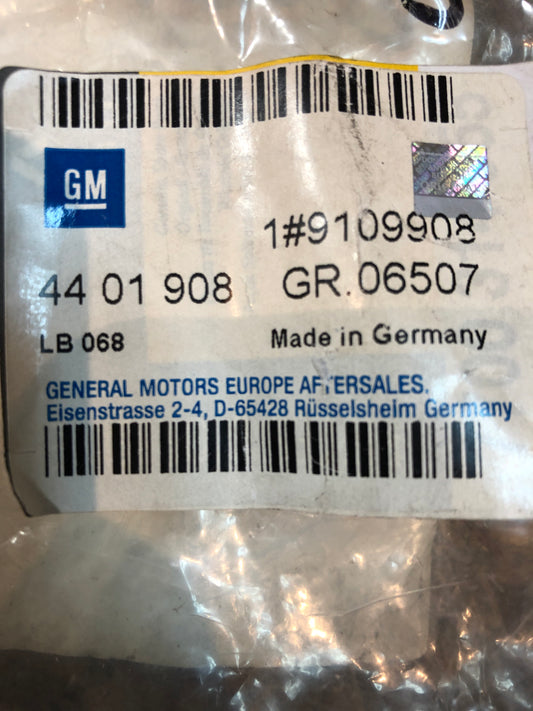 GM
1#9109908
44 01 908 GR.06507
LB 068 Made in Germany
GENERAL MOTORS EUROPE AFTERSALES.
Eisenstrasse 2-4, D-65428 Rüsselsheim Germany